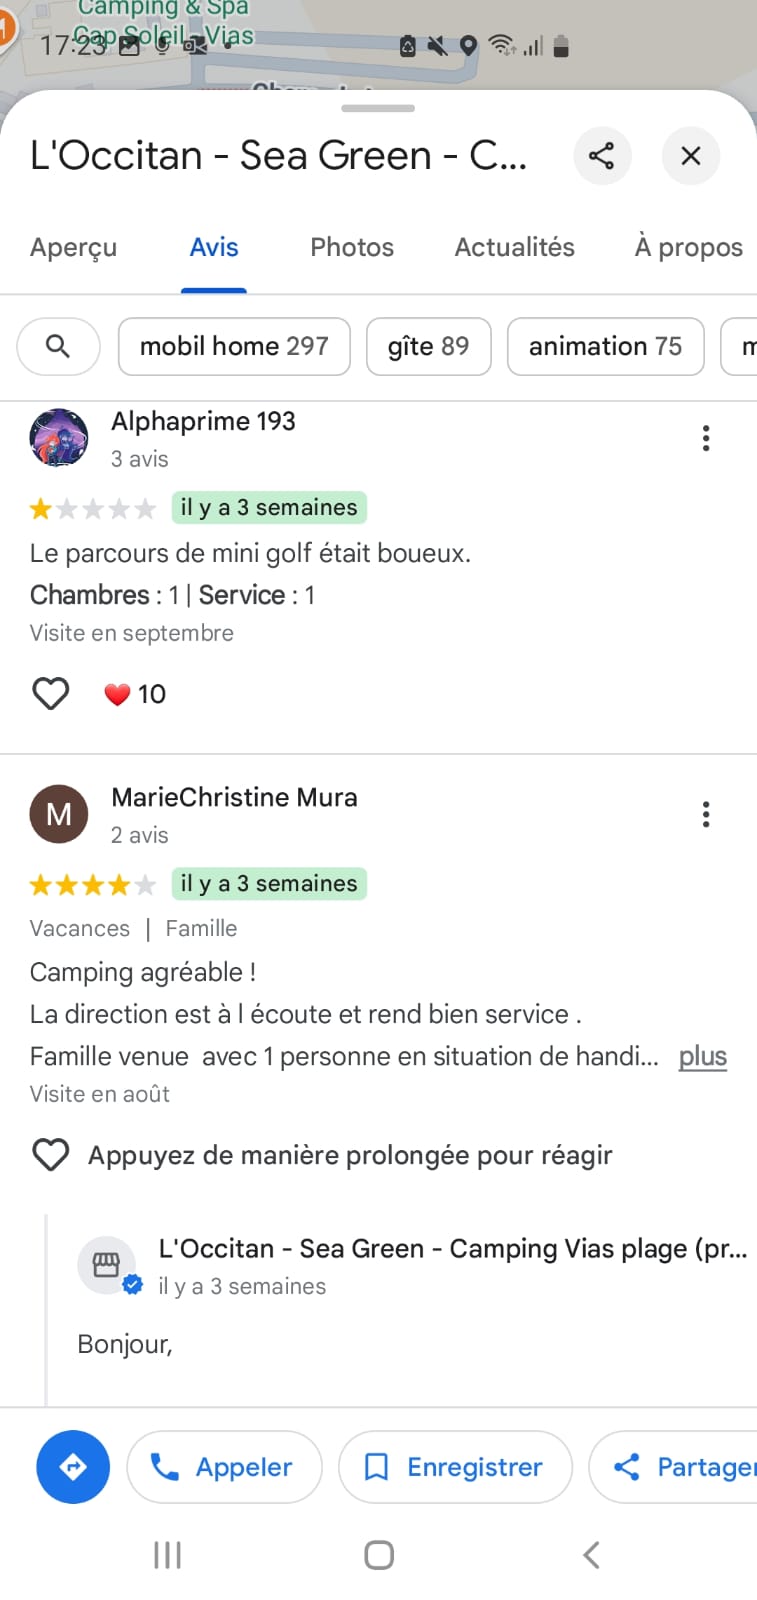 Camping & Spa
Cap Soleil, Vias
17:23
L'Occitan - Sea Green - C...
Aperçu Avis Photos Actualités À propos
mobil home 297 gîte 89 animation 75
Alphaprime 193
3 avis
il y a 3 semaines
Le parcours de mini golf était boueux.
Chambres : 1 | Service : 1
Visite en septembre
❤️ 10
M MarieChristine Mura
2 avis
il y a 3 semaines
Vacances | Famille
Camping agréable !
La direction est à l écoute et rend bien service .
Famille venue  avec 1 personne en situation de handi... plus
Visite en août
Appuyez de manière prolongée pour réagir
L'Occitan - Sea Green - Camping Vias plage (pr...
il y a 3 semaines
Bonjour,
Appeler Enregistrer Partager